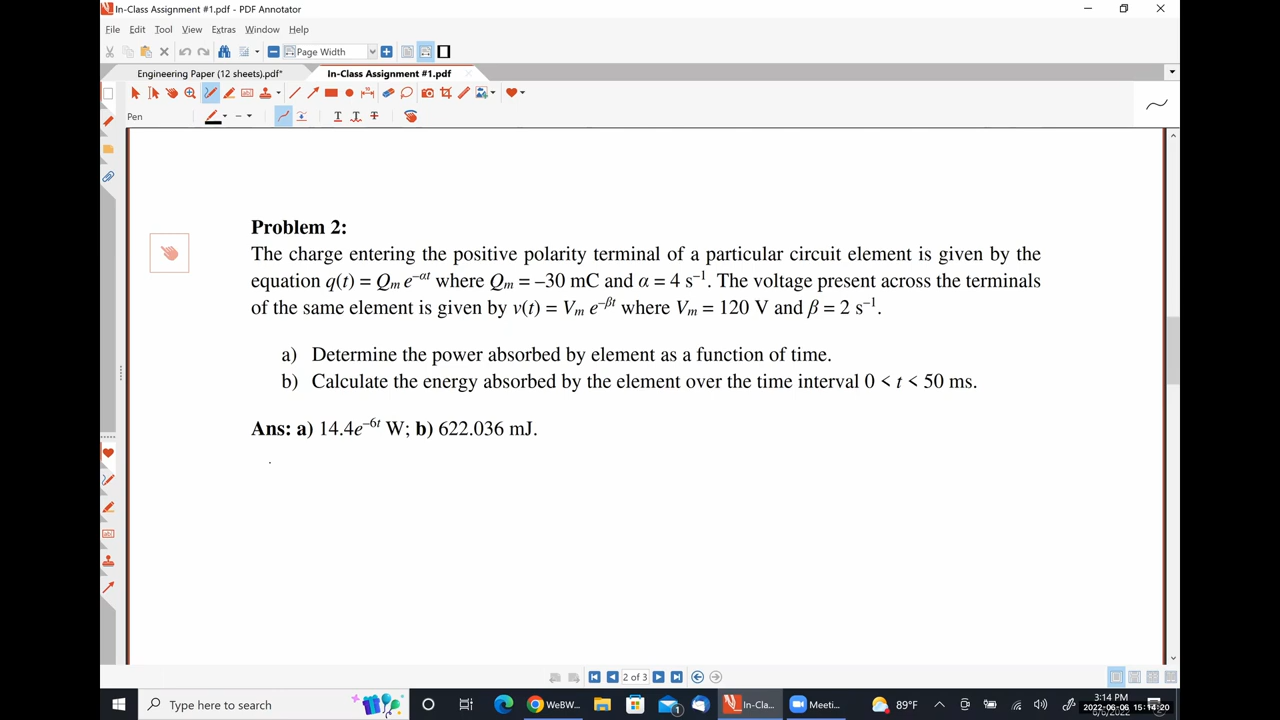 In-Class Assignment #1.pdf - PDF Annotator
File Edit Tool View Extras Window Help
Page Width
Engineering Paper (12 sheets).pdf* In-Class Assignment #1.pdf
Pen
Problem 2:
The charge entering the positive polarity terminal of a particular circuit element is given by the
equation q(t) = Qₘ e^–αt where Qₘ = –30 mC and α = 4 s⁻¹. The voltage present across the terminals
of the same element is given by v(t) = Vₘ e^–βt where Vₘ = 120 V and β = 2 s⁻¹.
a) Determine the power absorbed by element as a function of time.
b) Calculate the energy absorbed by the element over the time interval 0 < t < 50 ms.
Ans: a) 14.4e^–6t W; b) 622.036 mJ.
2 of 3
Type here to search
WeBW...
In-Cla...
Meeti...
89°F
3:14 PM
2022-06-06 15:14:20